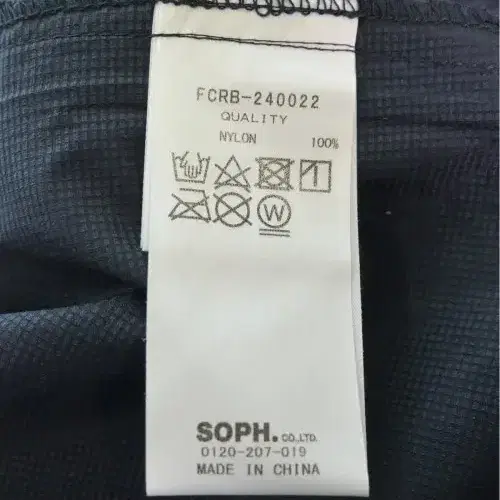 FCRB-240022
QUALITY
NYLON 100%
W
SOPH. CO.,LTD.
0120-207-019
MADE IN CHINA